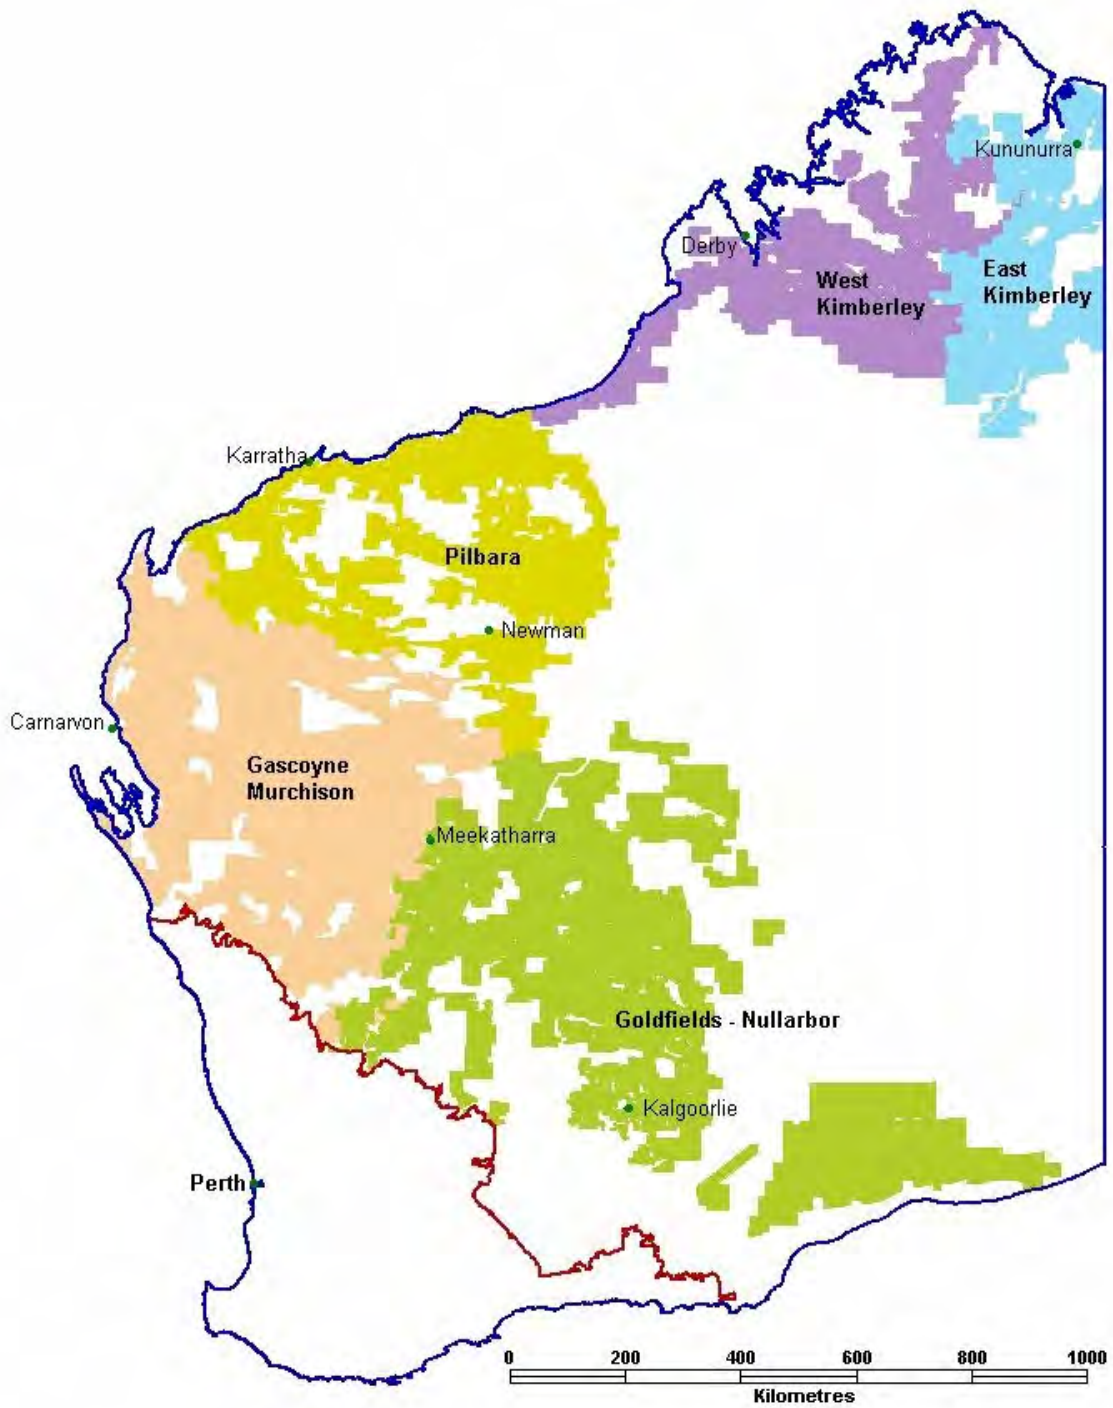 Kununurra
Derby
West
Kimberley
East
Kimberley
Karratha
Pilbara
Newman
Carnarvon
Gascoyne
Murchison
Meekatharra
Goldfields - Nullarbor
Kalgoorlie
Perth
0 200 400 600 800 1000
Kilometres